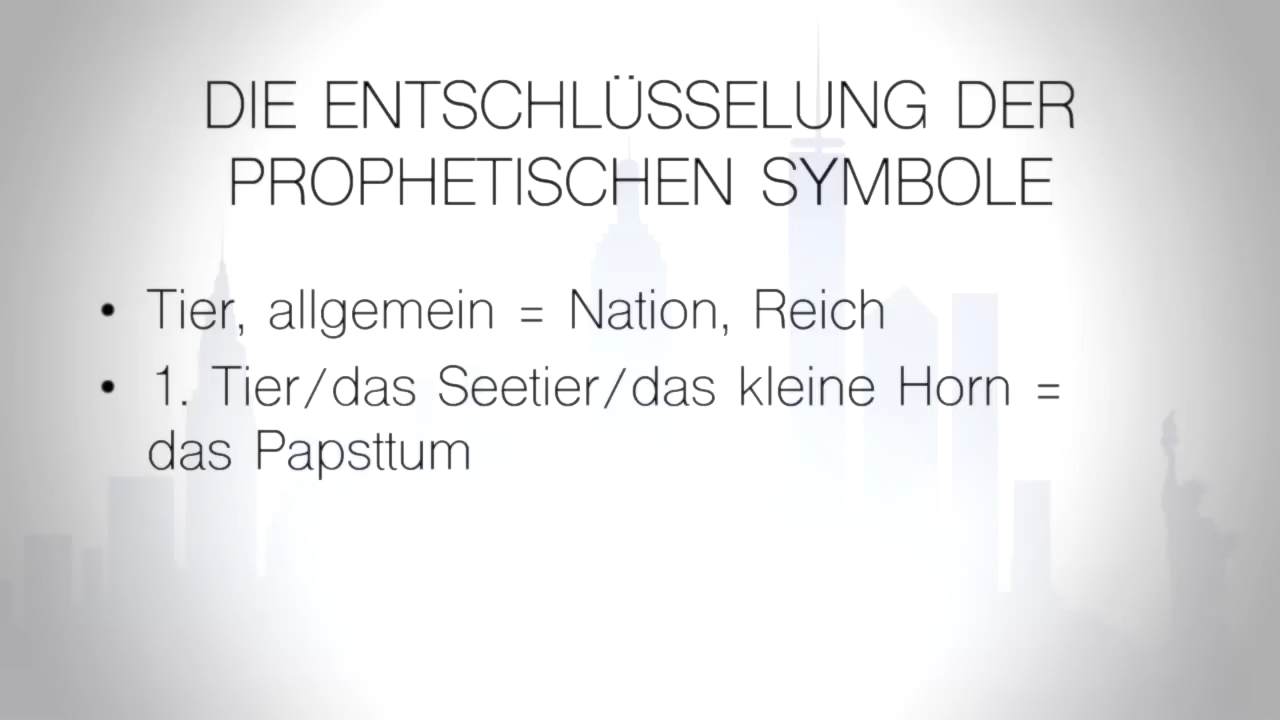 DIE ENTSCHLÜSSELUNG DER
PROPHETISCHEN SYMBOLE
• Tier, allgemein = Nation, Reich
• 1. Tier/das Seetier/das kleine Horn =
das Papsttum